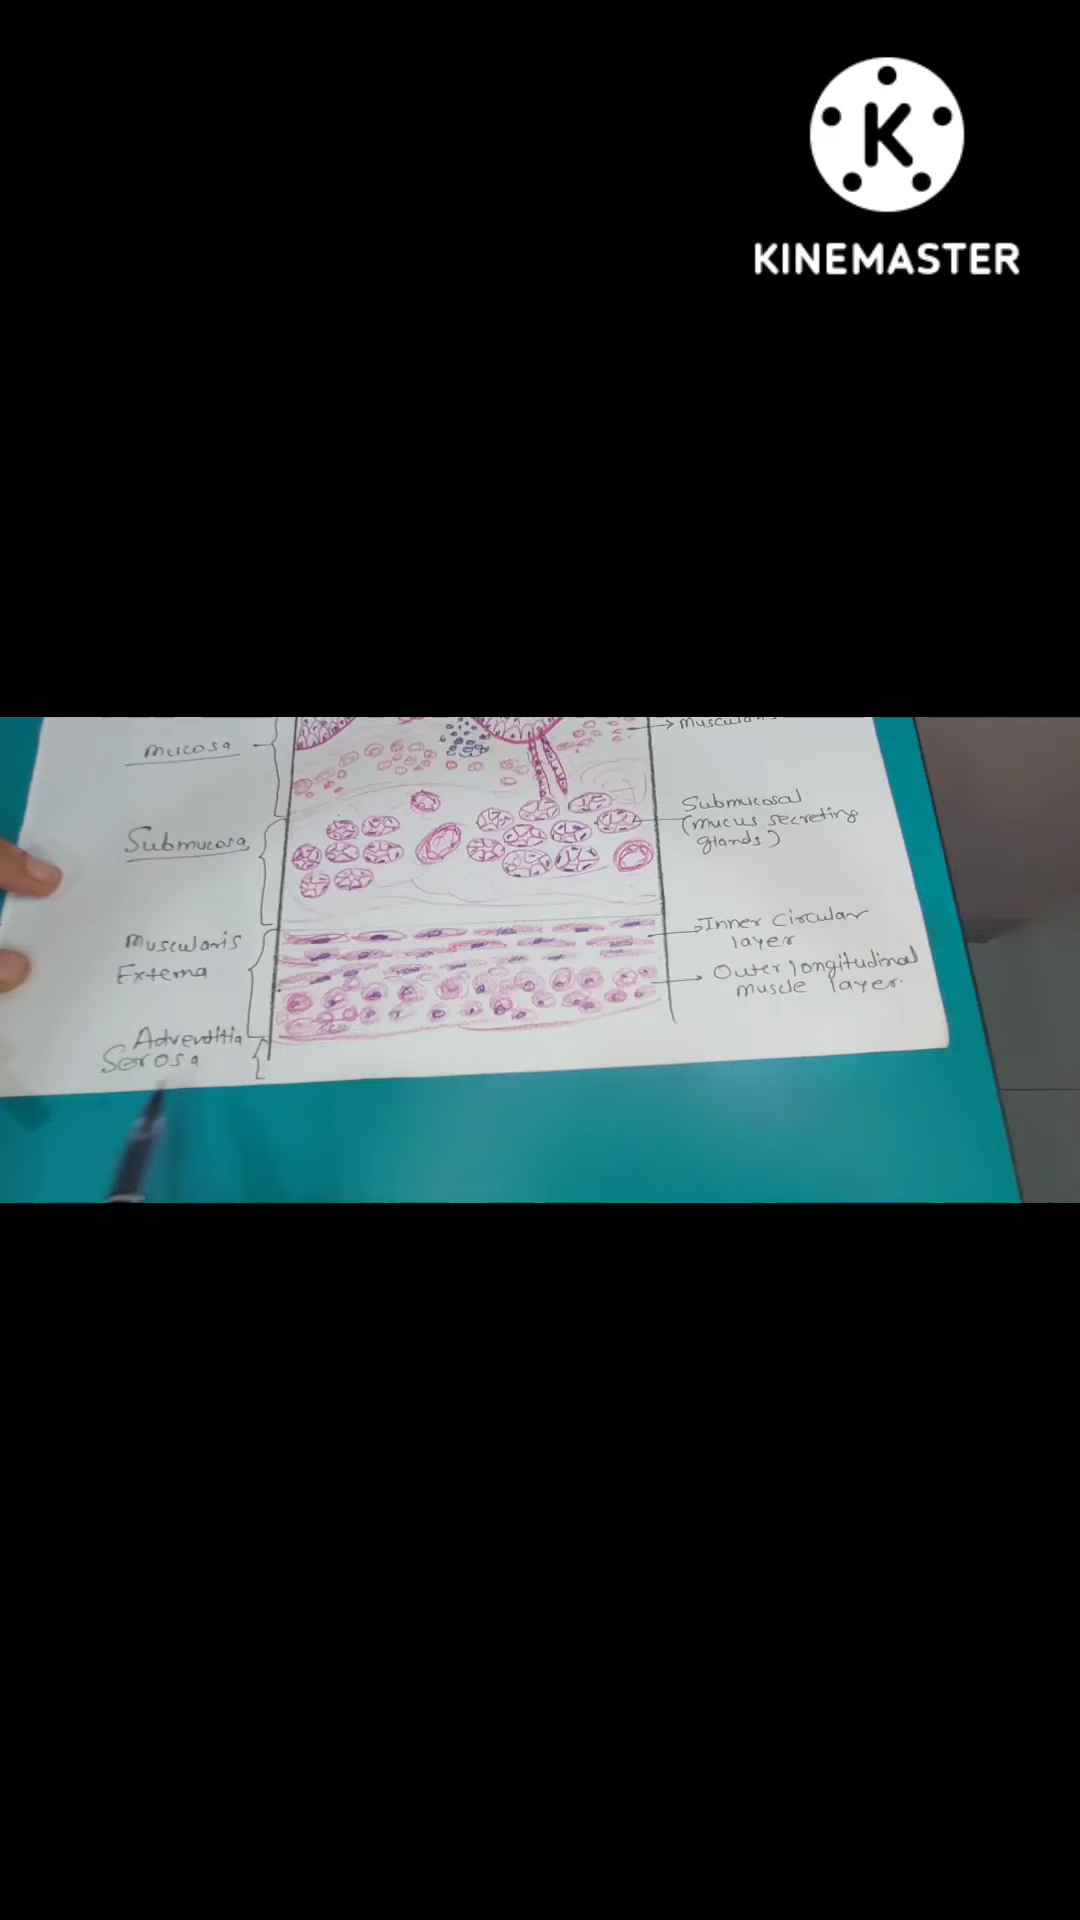 KINEMASTER
mucosa
Submucosa
Muscularis
Externa
Adventitia
Serosa
Submucosal
(mucus secreting
glands)
Inner Circular
layer
Outer longitudinal
muscle layer.